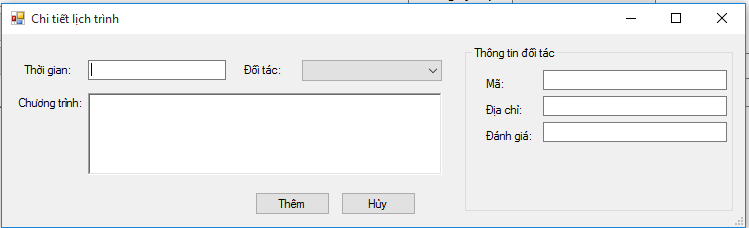 Chi tiết lịch trình
Thời gian:
Đối tác:
Chương trình:
Thêm
Hủy
Thông tin đối tác
Mã:
Địa chỉ:
Đánh giá: